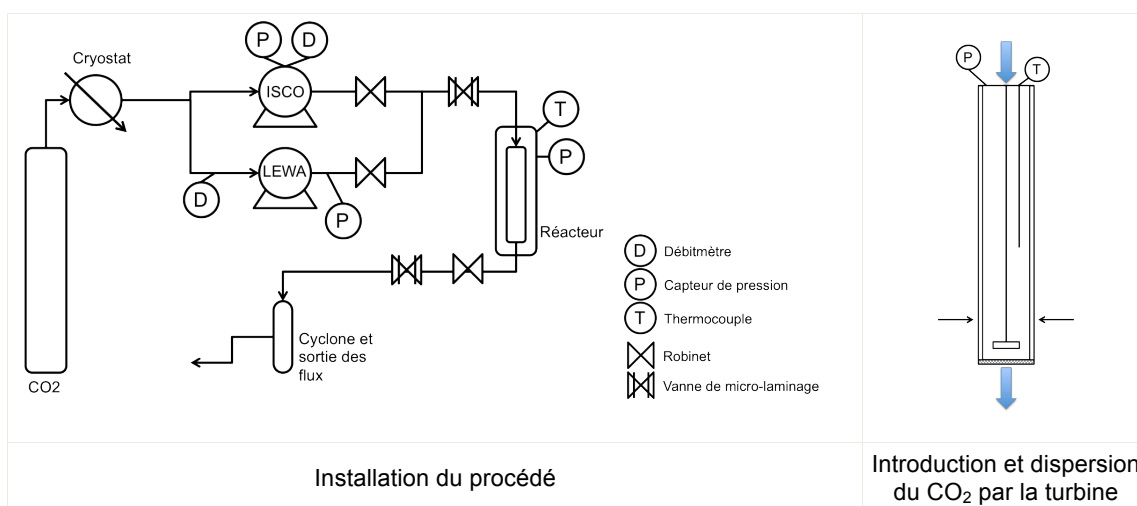 Cryostat
P
D
ISCO
LEWA
D
P
T
P
Réacteur
CO2
Cyclone et
sortie des
flux
D Débitmètre
P Capteur de pression
T Thermocouple
Robinet
Vanne de micro-laminage
Installation du procédé
P
T
Introduction et dispersion
du CO₂ par la turbine